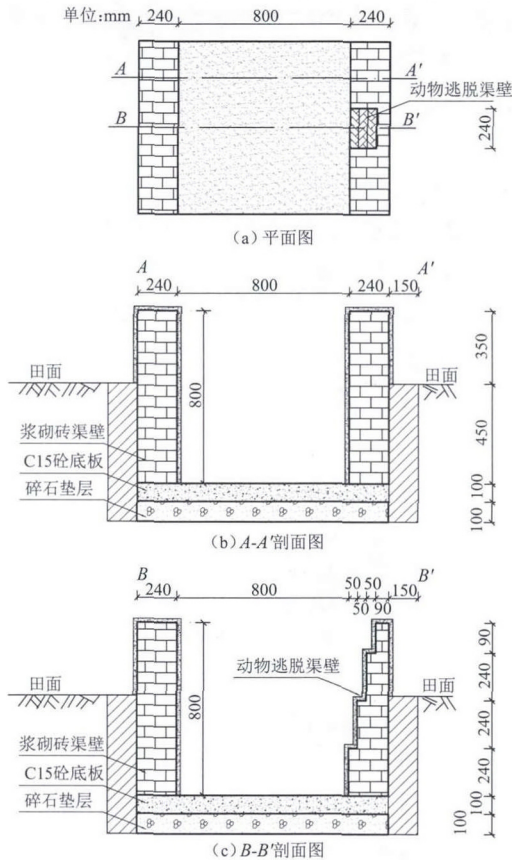 单位:mm
240 800 240
A A′
动物逃脱渠壁
B B′
240
(a)平面图
A A′
240 800 240 150
350
田面 田面
800
浆砌砖渠壁
450
C15砼底板
碎石垫层
100
100
(b)A-A′剖面图
B B′
240 800 50 50 150
50 90
90
动物逃脱渠壁
240
田面 田面
800
240
浆砌砖渠壁
240
C15砼底板
碎石垫层
100
100
(c)B-B′剖面图